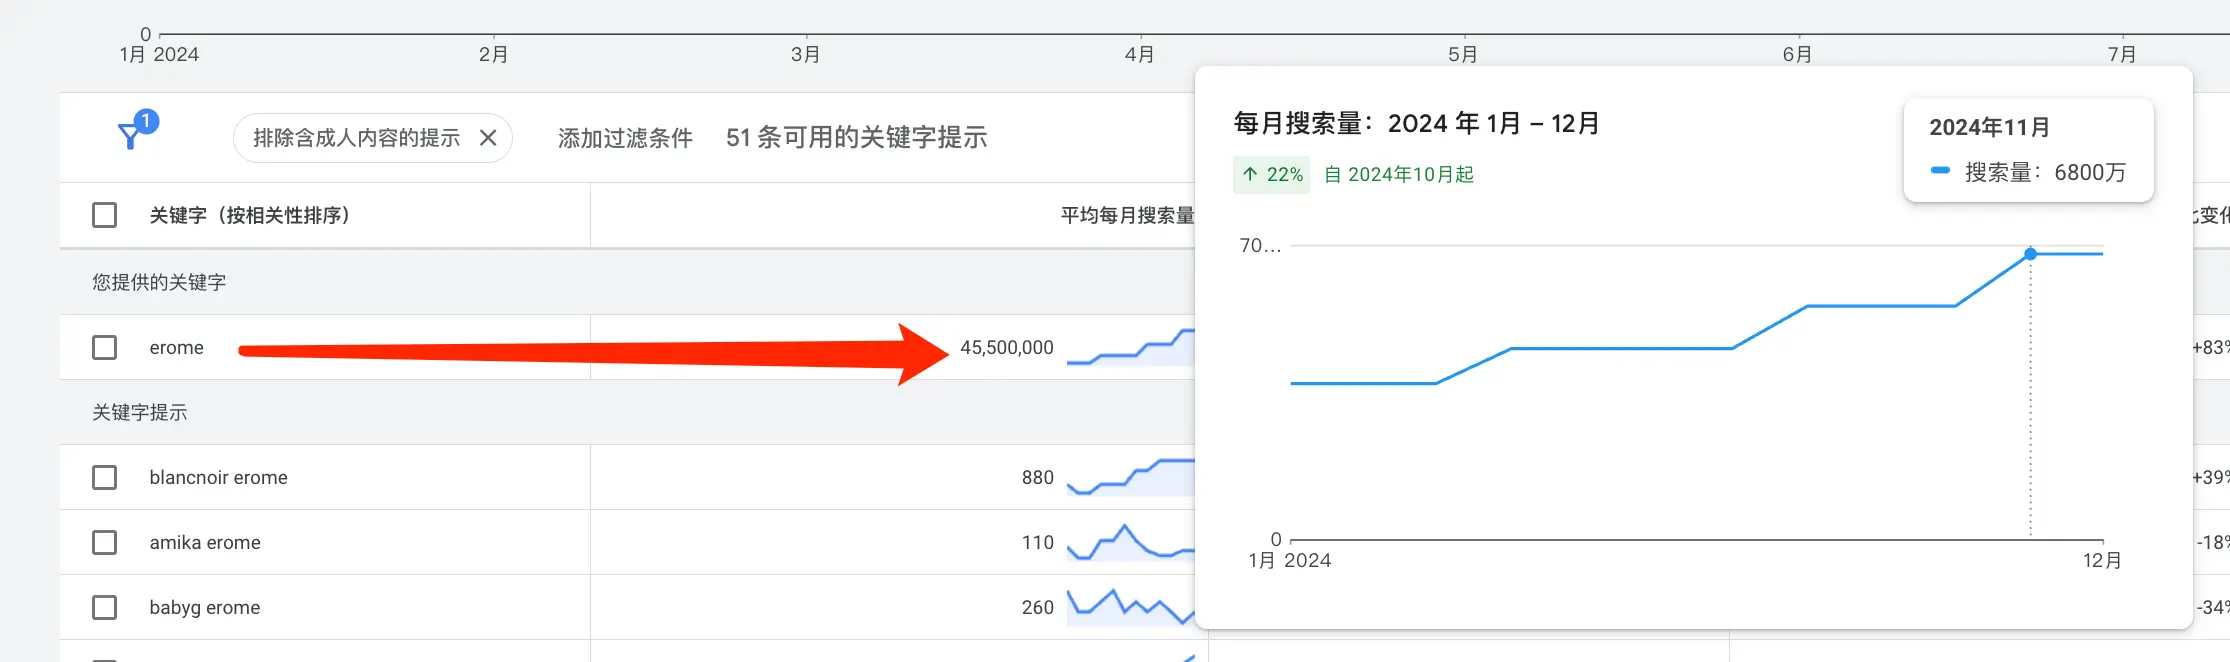 0
1月 2024
2月
3月
4月
5月
6月
7月
1
排除含成人内容的提示
添加过滤条件
51 条可用的关键字提示
关键字（按相关性排序）
平均每月搜索量
您提供的关键字
erome
45,500,000
+83%
关键字提示
blancnoir erome
880
+39%
amika erome
110
-18%
babyg erome
260
-34%
每月搜索量：2024 年 1月 – 12月
22%
自 2024年10月起
2024年11月
搜索量： 6800万
70...
0
1月 2024
12月